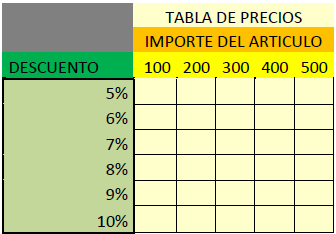 TABLA DE PRECIOS
IMPORTE DEL ARTICULO
DESCUENTO 100 200 300 400 500
5%
6%
7%
8%
9%
10%